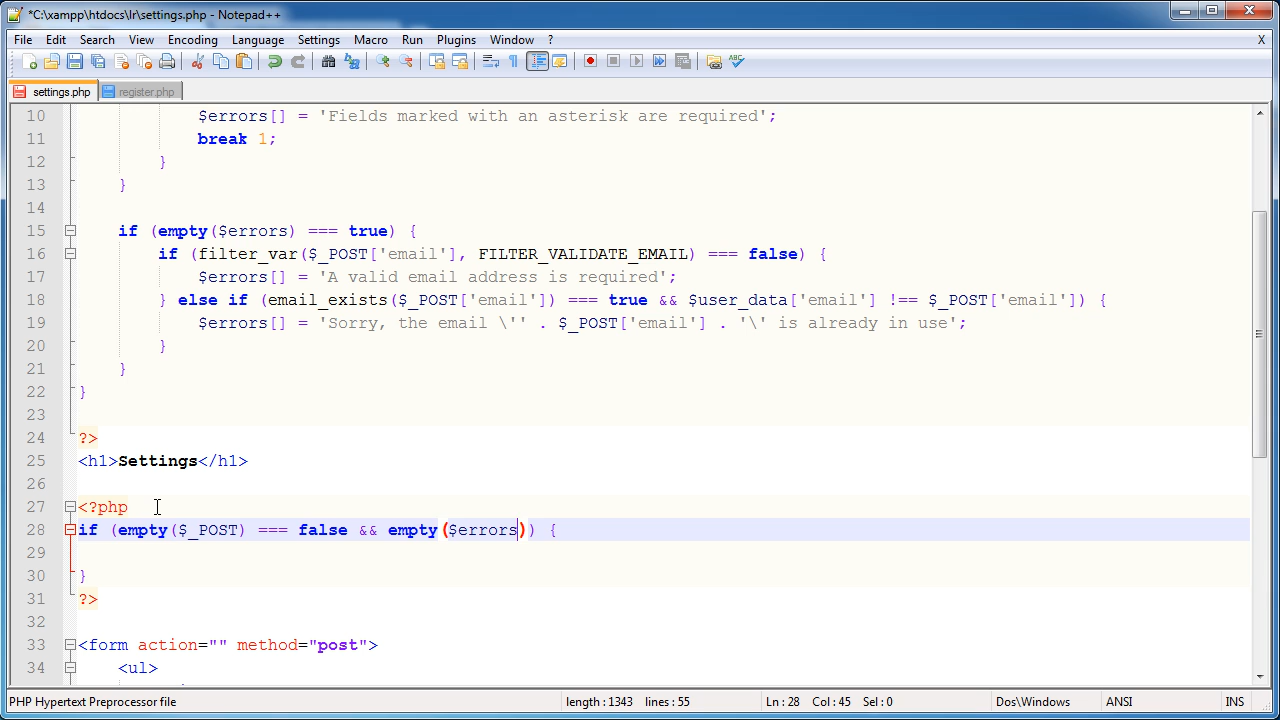 *C:\xampp\htdocs\lr\settings.php - Notepad++
File Edit Search View Encoding Language Settings Macro Run Plugins Window ? X
settings.php register.php
10 $errors[] = 'Fields marked with an asterisk are required';
11 break 1;
12 }
13 }
14
15 if (empty($errors) === true) {
16 if (filter_var($_POST['email'], FILTER_VALIDATE_EMAIL) === false) {
17 $errors[] = 'A valid email address is required';
18 } else if (email_exists($_POST['email']) === true && $user_data['email'] !== $_POST['email']) {
19 $errors[] = 'Sorry, the email \'' . $_POST['email'] . '\' is already in use';
20 }
21 }
22 }
23
24 ?>
25 <h1>Settings</h1>
26
27 <?php
28 if (empty($_POST) === false && empty($errors)) {
29
30 }
31 ?>
32
33 <form action="" method="post">
34 <ul>
PHP Hypertext Preprocessor file length : 1343 lines : 55 Ln : 28 Col : 45 Sel : 0 Dos\Windows ANSI INS